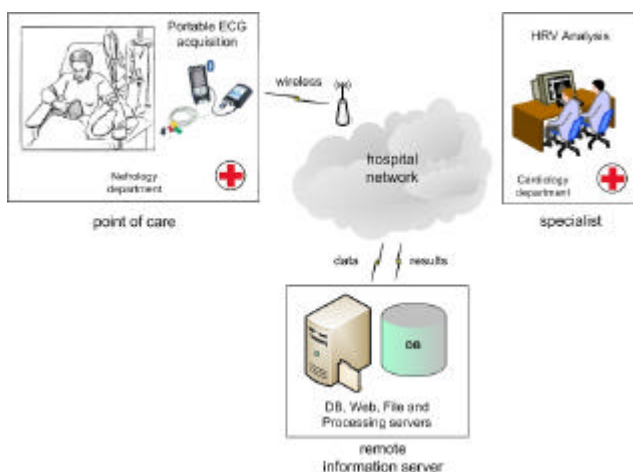 Portable ECG
acquisition
wireless
Nefrology
department
point of care
hospital
network
HRV Analysis
Cardiology
department
specialist
data
results
DB
DB, Web, File and
Processing servers
remote
information server